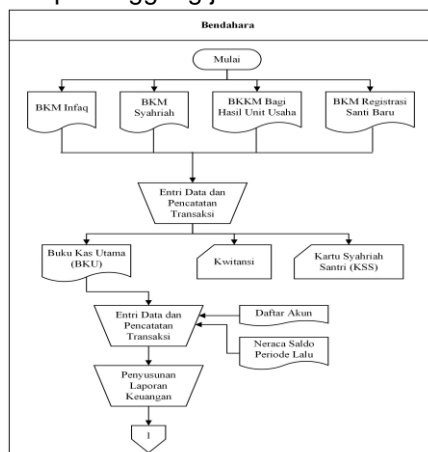 Bendahara
Mulai
BKM Infaq
BKM
Syahriah
BKKM Bagi
Hasil Unit Usaha
BKM Registrasi
Santi Baru
Entri Data dan
Pencatatan
Transaksi
Buku Kas Utama
(BKU)
Kwitansi
Kartu Syahriah
Santri (KSS)
Entri Data dan
Pencatatan
Transaksi
Daftar Akun
Neraca Saldo
Periode Lalu
Penyusunan
Laporan
Keuangan
1